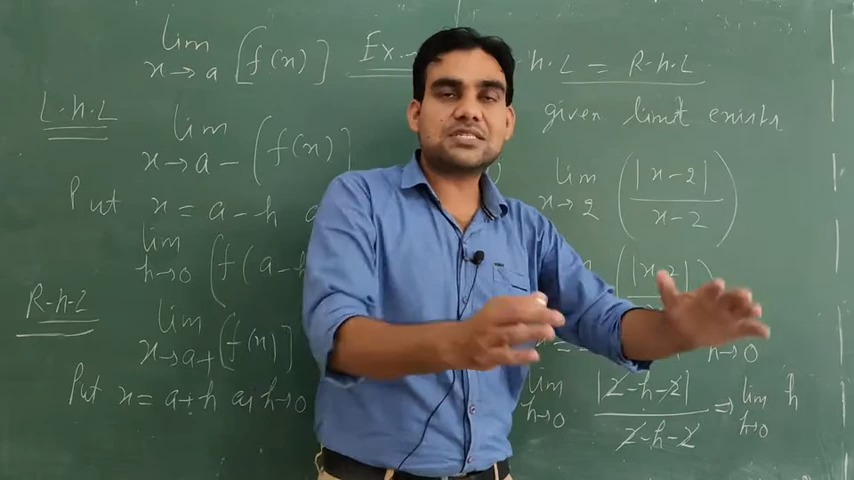 lim x→a [f(x)]
L-h-L
lim x→a- (f(x)]
Put x = a-h a
lim h→0 (f(a-h
R-h-L
lim x→a+ [f(x)]
Put x = a+h as h→0
Ex. -h.L = R-h.L
given limit exists
lim x→2 (|x-2| / x-2)
(|x-2|
h→0
lim h→0 |2-h-2| / 2-h-2 ⇒ lim h→0 h